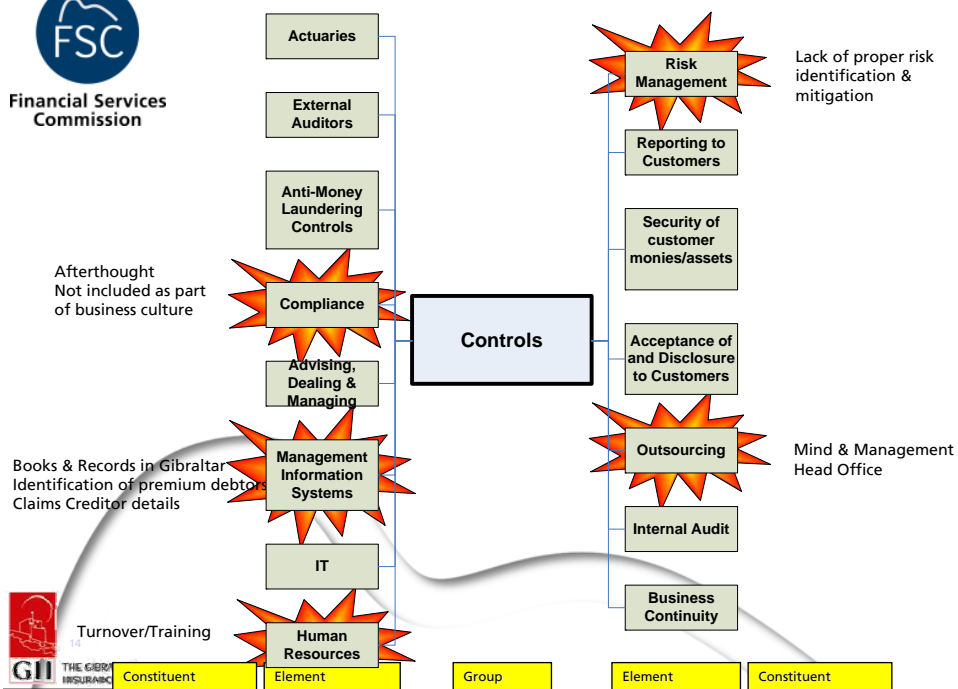 FSC
Financial Services
Commission
Actuaries
External
Auditors
Anti-Money
Laundering
Controls
Afterthought
Not included as part
of business culture
Compliance
Advising,
Dealing &
Managing
Books & Records in Gibraltar
Identification of premium debtors
Claims Creditor details
Management
Information
Systems
IT
Turnover/Training
Human
Resources
Controls
Risk
Management
Lack of proper risk
identification &
mitigation
Reporting to
Customers
Security of
customer
monies/assets
Acceptance of
and Disclosure
to Customers
Outsourcing
Mind & Management
Head Office
Internal Audit
Business
Continuity
14
GII
THE
Constituent
Element
Group
Element
Constituent